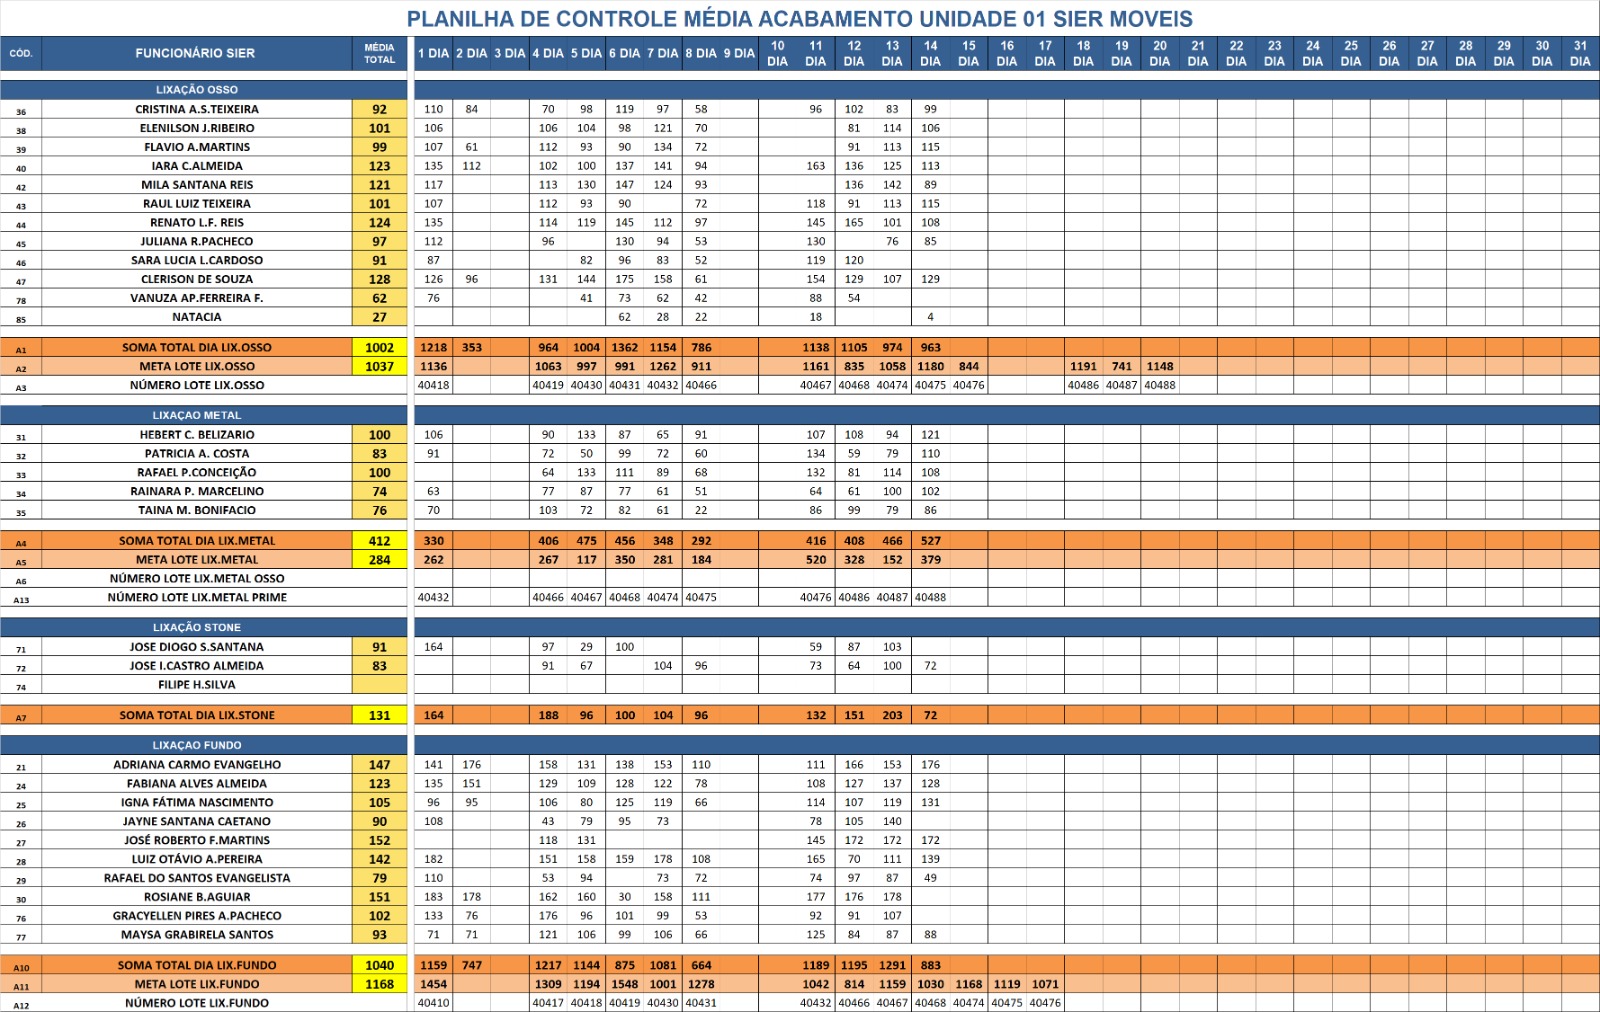 PLANILHA DE CONTROLE MÉDIA ACABAMENTO UNIDADE 01 SIER MOVEIS
CÓD. FUNCIONÁRIO SIER MÉDIA TOTAL 1 DIA 2 DIA 3 DIA 4 DIA 5 DIA 6 DIA 7 DIA 8 DIA 9 DIA 10 DIA 11 DIA 12 DIA 13 DIA 14 DIA 15 DIA 16 DIA 17 DIA 18 DIA 19 DIA 20 DIA 21 DIA 22 DIA 23 DIA 24 DIA 25 DIA 26 DIA 27 DIA 28 DIA 29 DIA 30 DIA 31 DIA
LIXAÇÃO OSSO
36 CRISTINA A.S.TEIXEIRA 92 110 84 70 98 119 97 58 96 102 83 99
38 ELENILSON J.RIBEIRO 101 106 106 104 98 121 70 81 114 106
39 FLAVIO A.MARTINS 99 107 61 112 93 90 134 72 91 113 115
40 IARA C.ALMEIDA 123 135 112 102 100 137 141 94 163 136 125 113
42 MILA SANTANA REIS 121 117 113 130 147 124 93 136 142 89
43 RAUL LUIZ TEIXEIRA 101 107 112 93 90 72 118 91 113 115
44 RENATO L.F. REIS 124 135 114 119 145 112 97 145 165 101 108
45 JULIANA R.PACHECO 97 112 96 130 94 53 130 76 85
46 SARA LUCIA L.CARDOSO 91 87 82 96 83 52 119 120
47 CLERISON DE SOUZA 128 126 96 131 144 175 158 61 154 129 107 129
78 VANUZA AP.FERREIRA F. 62 76 41 73 62 42 88 54
85 NATACIA 27 62 28 22 18 4
A1 SOMA TOTAL DIA LIX.OSSO 1002 1218 353 964 1004 1362 1154 786 1138 1105 974 963
A2 META LOTE LIX.OSSO 1037 1136 1063 997 991 1262 911 1161 835 1058 1180 844 1191 741 1148
A3 NÚMERO LOTE LIX.OSSO 40418 40419 40430 40431 40432 40466 40467 40468 40474 40475 40476 40486 40487 40488
LIXAÇAO METAL
31 HEBERT C. BELIZARIO 100 106 90 133 87 65 91 107 108 94 121
32 PATRICIA A. COSTA 83 91 72 50 99 72 60 134 59 79 110
33 RAFAEL P.CONCEIÇÃO 100 64 133 111 89 68 132 81 114 108
34 RAINARA P. MARCELINO 74 63 77 87 77 61 51 64 61 100 102
35 TAINA M. BONIFACIO 76 70 103 72 82 61 22 86 99 79 86
A4 SOMA TOTAL DIA LIX.METAL 412 330 406 475 456 348 292 416 408 466 527
A5 META LOTE LIX.METAL 284 262 267 117 350 281 184 520 328 152 379
A6 NÚMERO LOTE LIX.METAL OSSO
A13 NÚMERO LOTE LIX.METAL PRIME 40432 40466 40467 40468 40474 40475 40476 40486 40487 40488
LIXAÇÃO STONE
71 JOSE DIOGO S.SANTANA 91 164 97 29 100 59 87 103
72 JOSE I.CASTRO ALMEIDA 83 91 67 104 96 73 64 100 72
74 FILIPE H.SILVA
A7 SOMA TOTAL DIA LIX.STONE 131 164 188 96 100 104 96 132 151 203 72
LIXAÇAO FUNDO
21 ADRIANA CARMO EVANGELHO 147 141 176 158 131 138 153 110 111 166 153 176
24 FABIANA ALVES ALMEIDA 123 135 151 129 109 128 122 78 108 127 137 128
25 IGNA FÁTIMA NASCIMENTO 105 96 95 106 80 125 119 66 114 107 119 131
26 JAYNE SANTANA CAETANO 90 108 43 79 95 73 78 105 140
27 JOSÉ ROBERTO F.MARTINS 152 118 131 145 172 172 172
28 LUIZ OTÁVIO A.PEREIRA 142 182 151 158 159 178 108 165 70 111 139
29 RAFAEL DO SANTOS EVANGELISTA 79 110 53 94 73 72 74 97 87 49
30 ROSIANE B.AGUIAR 151 183 178 162 160 30 158 111 177 176 178
76 GRACYELLEN PIRES A.PACHECO 102 133 76 176 96 101 99 53 92 91 107
77 MAYSA GRABIRELA SANTOS 93 71 71 121 106 99 106 66 125 84 87 88
A10 SOMA TOTAL DIA LIX.FUNDO 1040 1159 747 1217 1144 875 1081 664 1189 1195 1291 883
A11 META LOTE LIX.FUNDO 1168 1454 1309 1194 1548 1001 1278 1042 814 1159 1030 1168 1119 1071
A12 NÚMERO LOTE LIX.FUNDO 40410 40417 40418 40419 40430 40431 40432 40466 40467 40468 40474 40475 40476